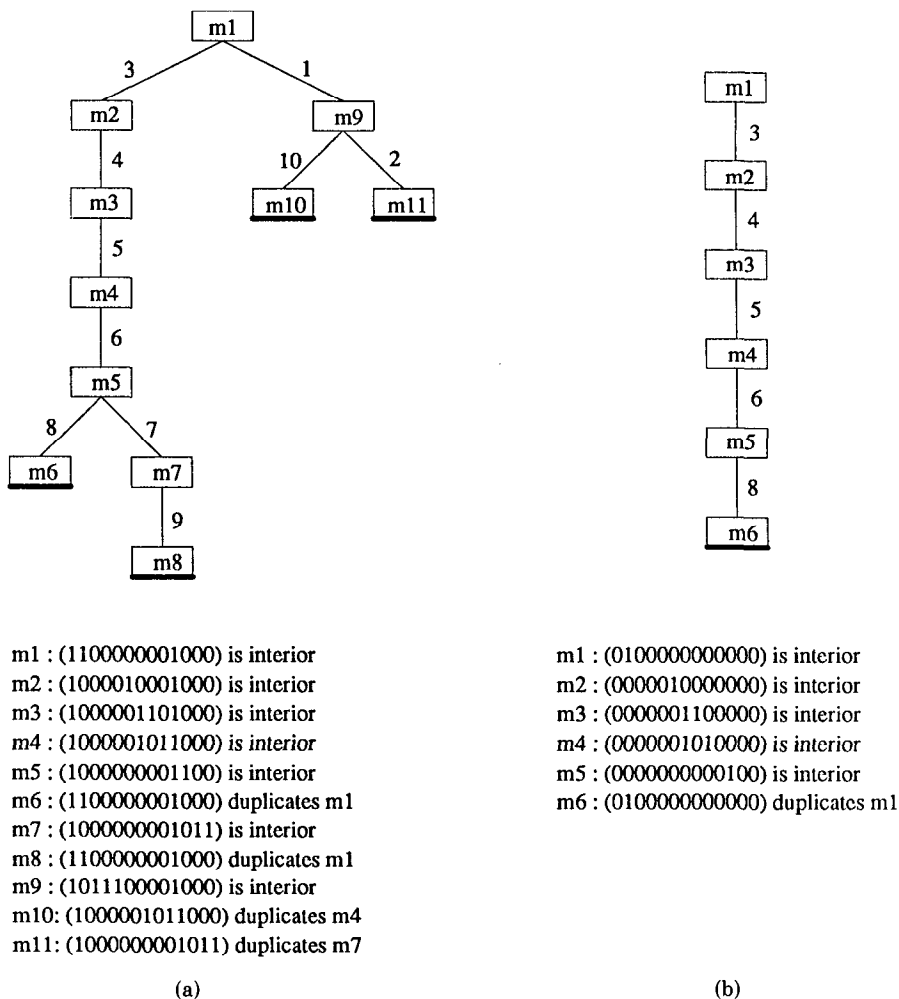 m1
3
1
m2
m9
4
10
2
m3
m10
m11
5
m4
6
m5
8
7
m6
m7
9
m8
m1
3
m2
4
m3
5
m4
6
m5
8
m6
m1 : (1100000001000) is interior
m2 : (1000010001000) is interior
m3 : (1000001101000) is interior
m4 : (1000001011000) is interior
m5 : (1000000001100) is interior
m6 : (1100000001000) duplicates m1
m7 : (1000000001011) is interior
m8 : (1100000001000) duplicates m1
m9 : (1011100001000) is interior
m10: (1000001011000) duplicates m4
m11: (1000000001011) duplicates m7
(a)
m1 : (0100000000000) is interior
m2 : (0000010000000) is interior
m3 : (0000001100000) is interior
m4 : (0000001010000) is interior
m5 : (0000000000100) is interior
m6 : (0100000000000) duplicates m1
(b)